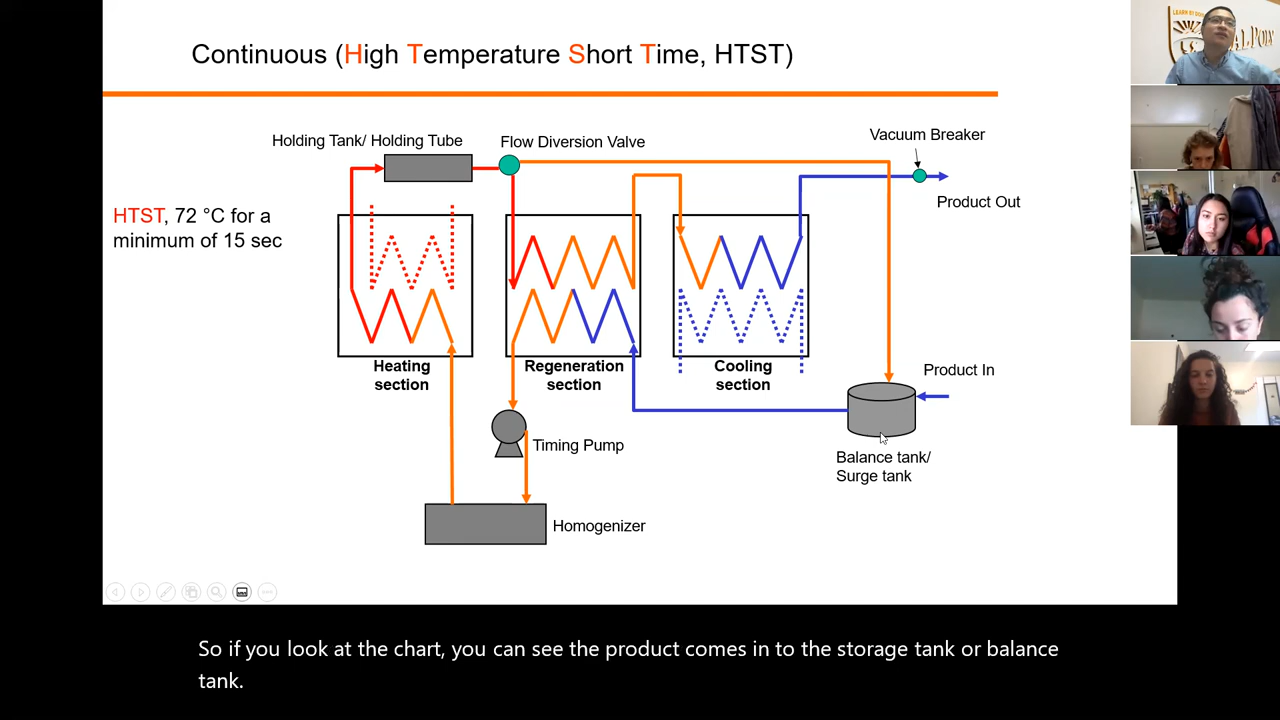 Continuous (High Temperature Short Time, HTST)
Holding Tank/ Holding Tube
Flow Diversion Valve
Vacuum Breaker
HTST, 72 °C for a
minimum of 15 sec
Product Out
Heating
section
Regeneration
section
Cooling
section
Product In
Timing Pump
Balance tank/
Surge tank
Homogenizer
So if you look at the chart, you can see the product comes in to the storage tank or balance
tank.